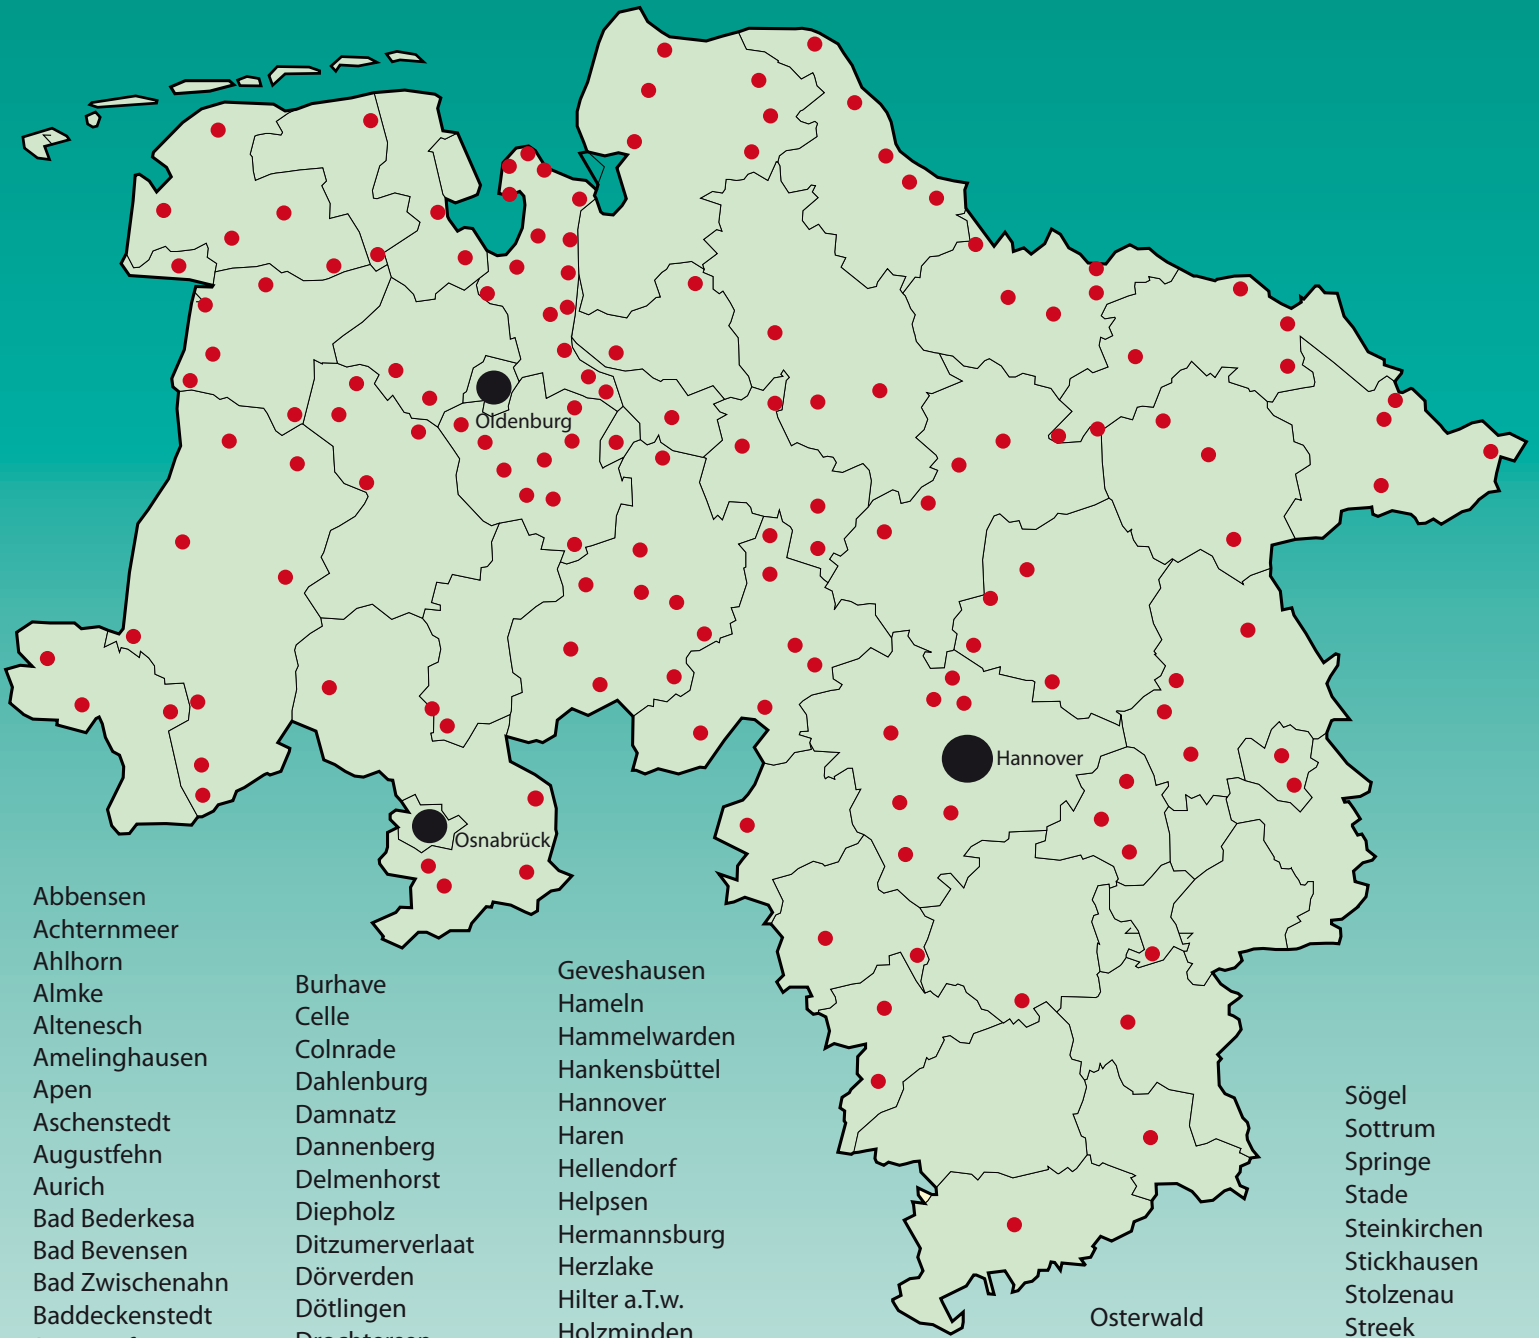 Oldenburg
Hannover
Osnabrück
Abbensen
Achternmeer
Ahlhorn
Almke
Altenesch
Amelinghausen
Apen
Aschenstedt
Augustfehn
Aurich
Bad Bederkesa
Bad Bevensen
Bad Zwischenahn
Baddeckenstedt
Burhave
Celle
Colnrade
Dahlenburg
Damnatz
Dannenberg
Delmenhorst
Diepholz
Ditzumerverlaat
Dörverden
Dötlingen
Geveshausen
Hameln
Hammelwarden
Hankensbüttel
Hannover
Haren
Hellendorf
Helpsen
Hermannsburg
Herzlake
Hilter a.T.w.
Holzminden
Osterwald
Sögel
Sottrum
Springe
Stade
Steinkirchen
Stickhausen
Stolzenau
Streek